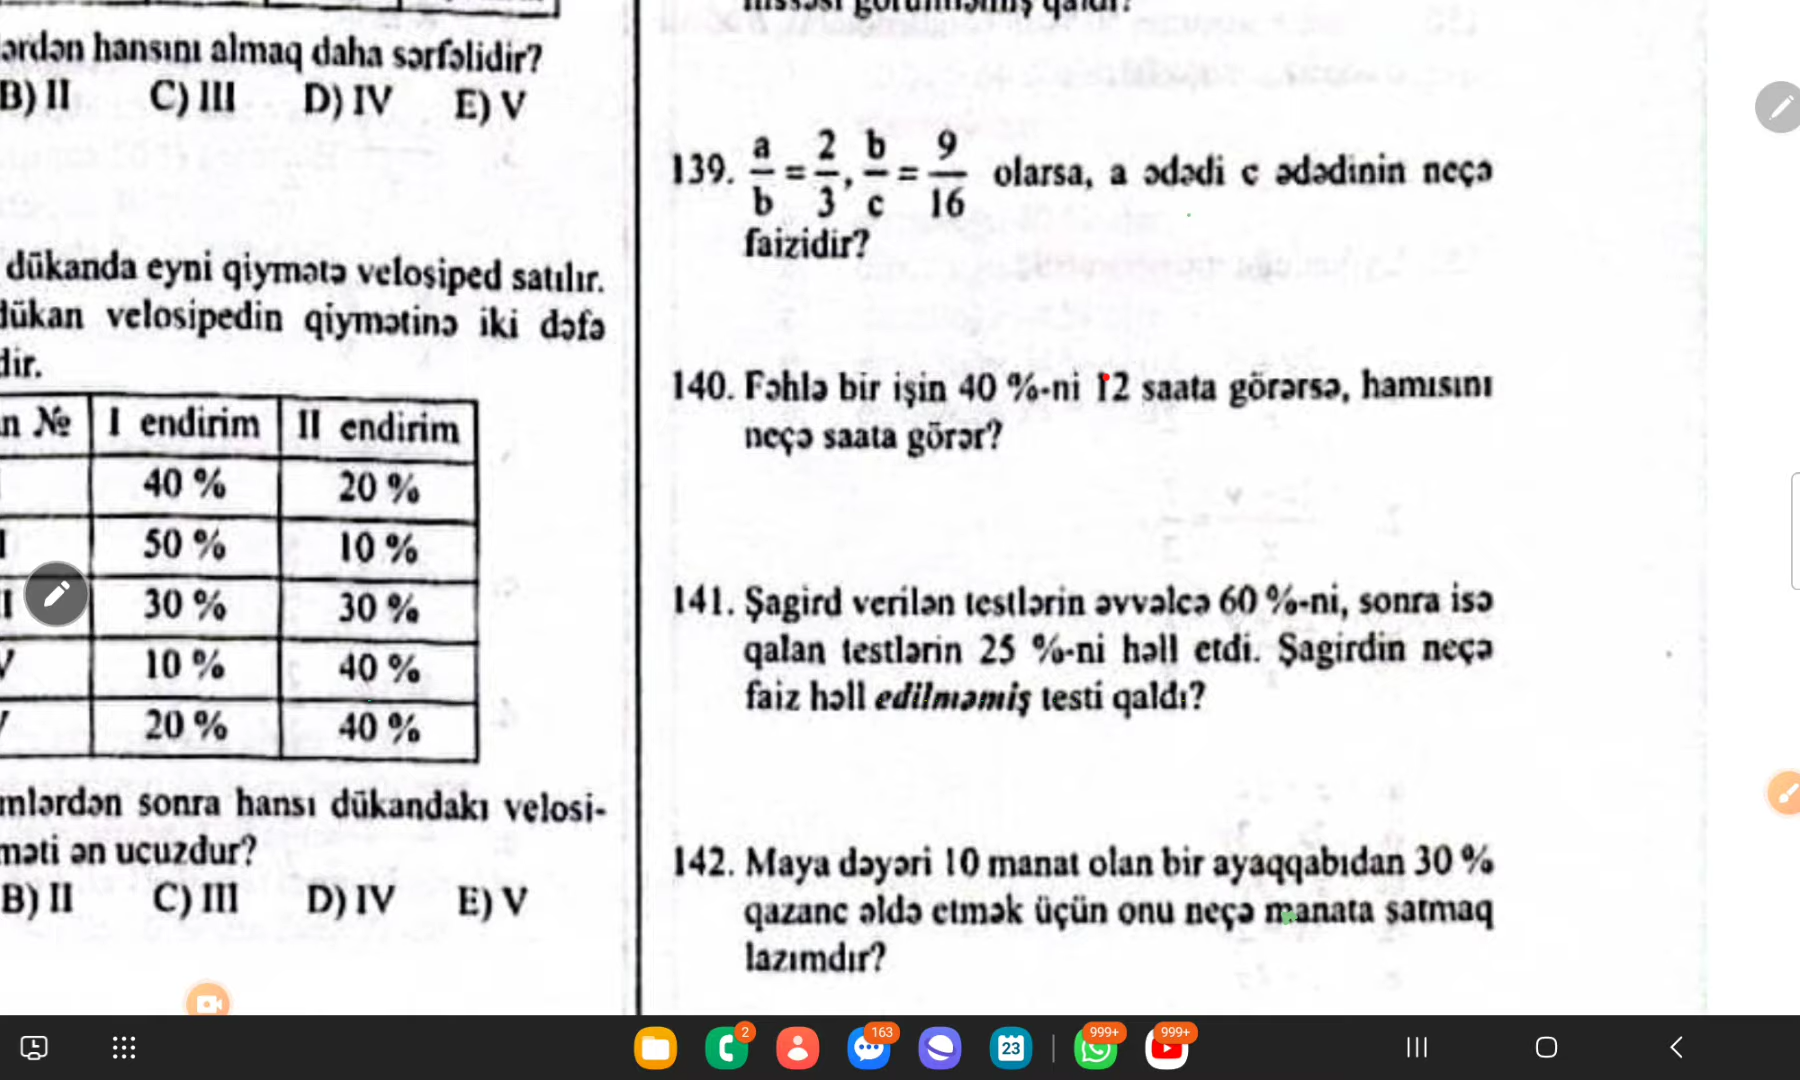 ərdən hansını almaq daha sərfəlidir?
B) II C) III D) IV E) V
dükanda eyni qiymətə velosiped satılır.
dükan velosipedin qiymətinə iki dəfə
dir.
n № I endirim II endirim
40 % 20 %
50 % 10 %
30 % 30 %
V 10 % 40 %
20 % 40 %
mlərdən sonra hansı dükandakı velosi-
məti ən ucuzdur?
B) II C) III D) IV E) V
139. a/b = 2/3, b/c = 9/16 olarsa, a ədədi c ədədinin neçə
faizidir?
140. Fəhlə bir işin 40 %-ni 12 saata görərsə, hamısını
neçə saata görər?
141. Şagird verilən testlərin əvvəlcə 60 %-ni, sonra isə
qalan testlərin 25 %-ni həll etdi. Şagirdin neçə
faiz həll edilməmiş testi qaldı?
142. Maya dəyəri 10 manat olan bir ayaqqabıdan 30 %
qazanc əldə etmək üçün onu neçə manata satmaq
lazımdır?
2
163
23
999+
999+